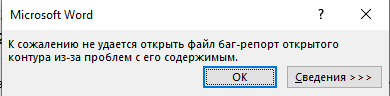 Microsoft Word
К сожалению не удается открыть файл баг-репорт открытого
контура из-за проблем с его содержимым.
ОК
Сведения >>>